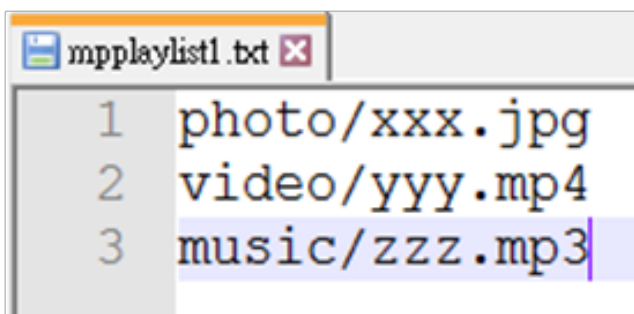 mpplaylist1.txt
1 photo/xxx.jpg
2 video/yyy.mp4
3 music/zzz.mp3